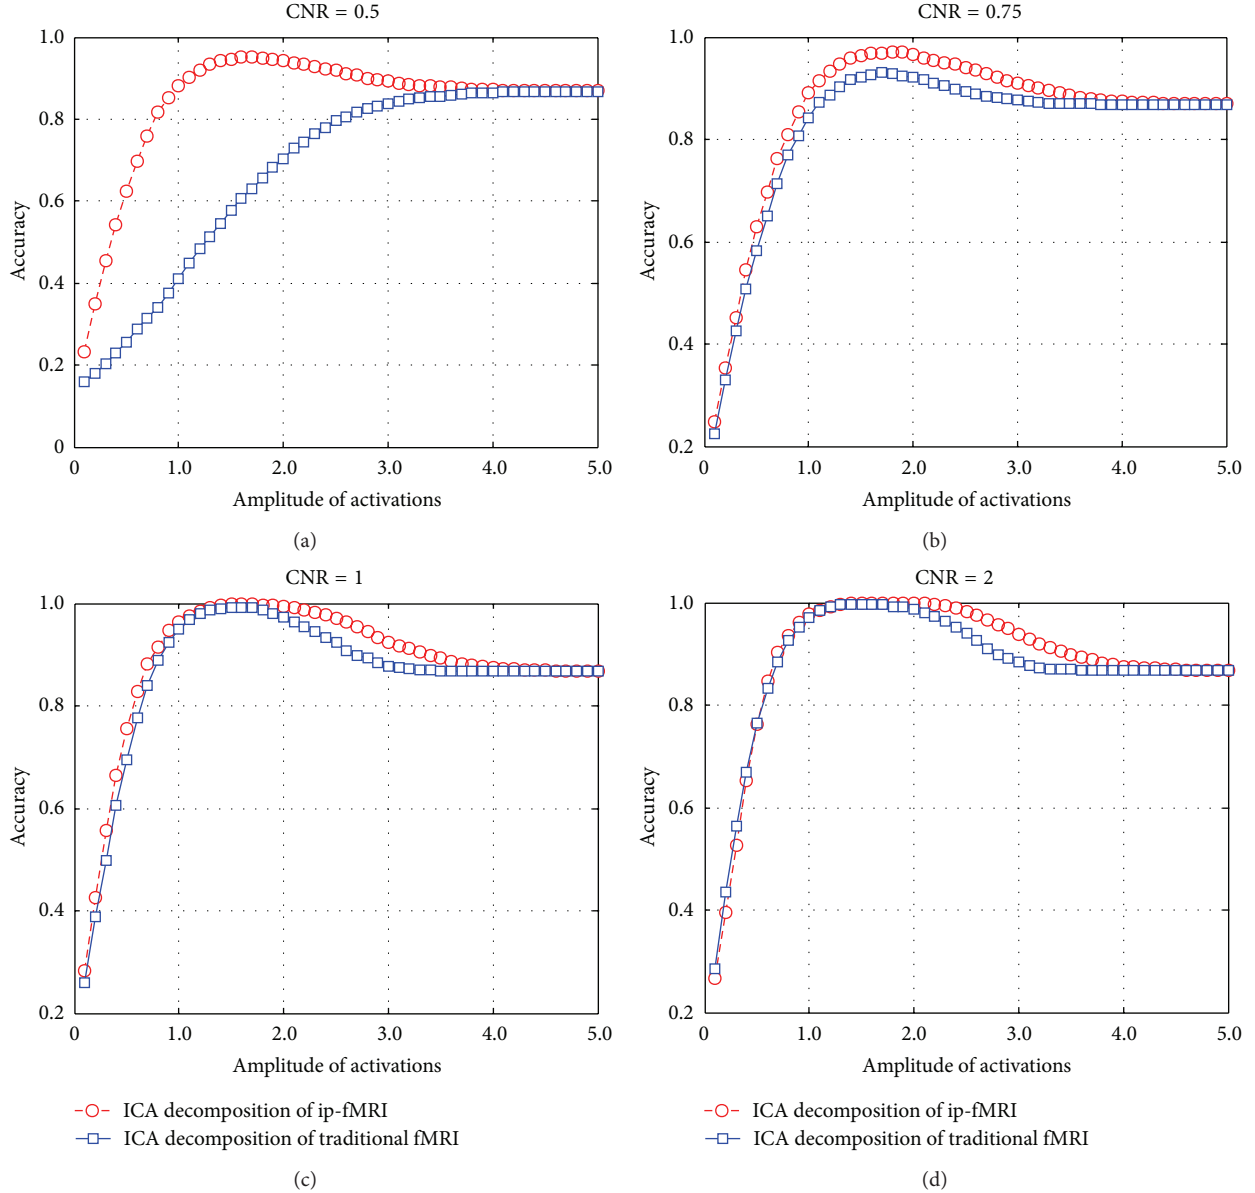 CNR = 0.5
1.0
0.8
0.6
0.4
0.2
0
Accuracy
0 1.0 2.0 3.0 4.0 5.0
Amplitude of activations
(a)
CNR = 0.75
1.0
0.8
0.6
0.4
0.2
Accuracy
0 1.0 2.0 3.0 4.0 5.0
Amplitude of activations
(b)
CNR = 1
1.0
0.8
0.6
0.4
0.2
Accuracy
0 1.0 2.0 3.0 4.0 5.0
Amplitude of activations
ICA decomposition of ip-fMRI
ICA decomposition of traditional fMRI
(c)
CNR = 2
1.0
0.8
0.6
0.4
0.2
Accuracy
0 1.0 2.0 3.0 4.0 5.0
Amplitude of activations
ICA decomposition of ip-fMRI
ICA decomposition of traditional fMRI
(d)